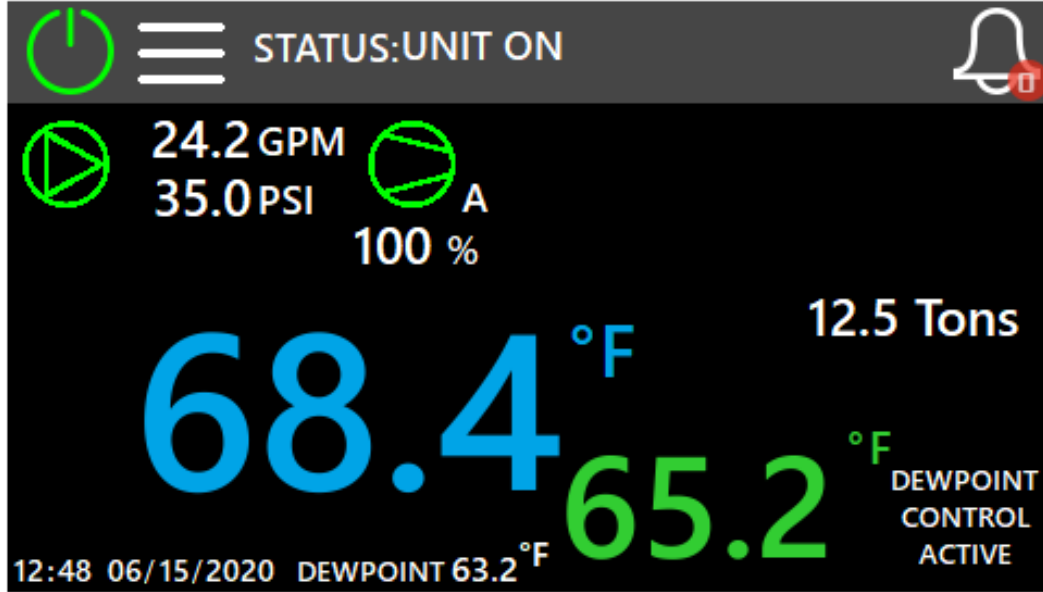 STATUS:UNIT ON
0
24.2 GPM
35.0 PSI
A
100 %
12.5 Tons
68.4 °F
65.2 °F
DEWPOINT
CONTROL
ACTIVE
12:48 06/15/2020 DEWPOINT 63.2 °F